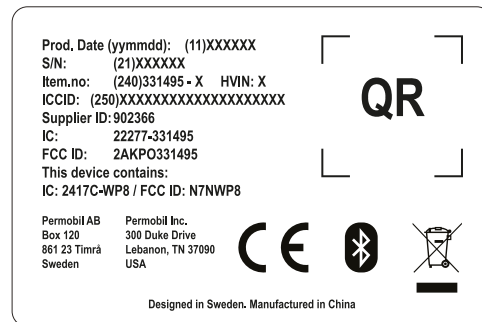 Prod. Date (yymmdd): (11)XXXXXX
S/N: (21)XXXXXX
Item.no: (240)331495 - X HVIN: X
ICCID: (250)XXXXXXXXXXXXXXXXXXXX
Supplier ID: 902366
IC: 22277-331495
FCC ID: 2AKPO331495
This device contains:
IC: 2417C-WP8 / FCC ID: N7NWP8
QR
Permobil AB
Box 120
861 23 Timrå
Sweden
Permobil Inc.
300 Duke Drive
Lebanon, TN 37090
USA
CE
Designed in Sweden. Manufactured in China